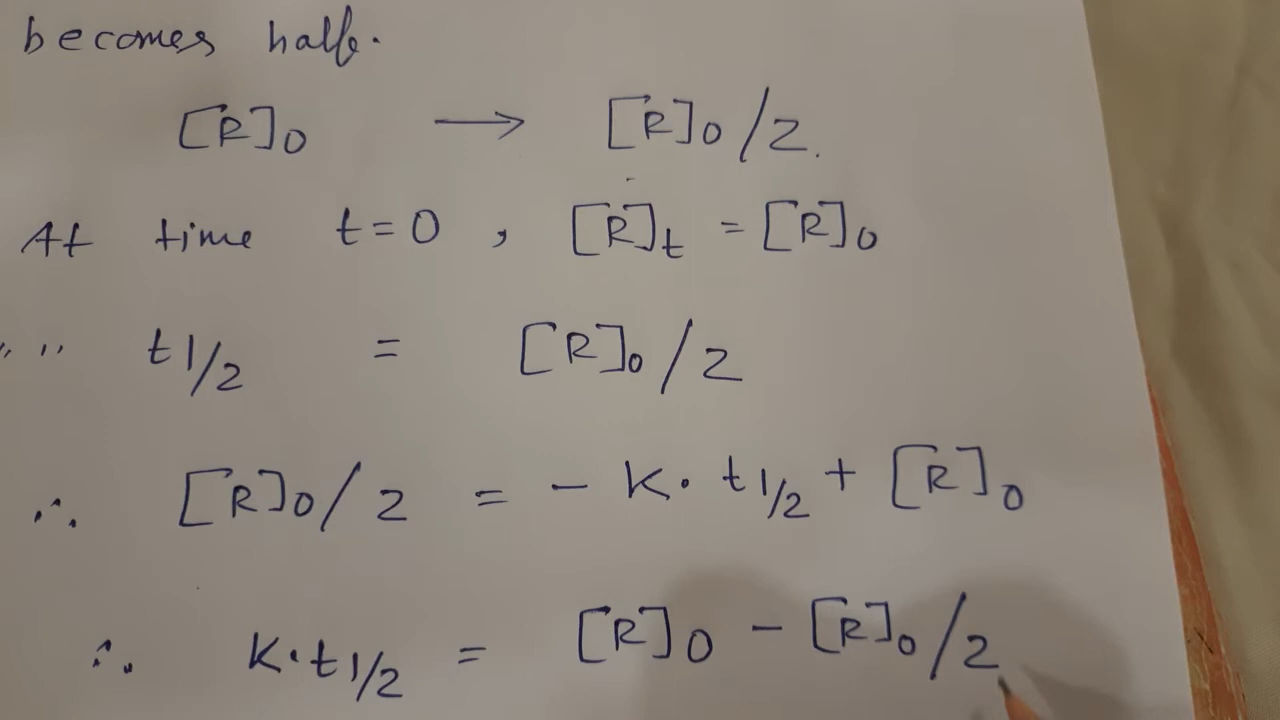 becomes half.
[R]0 → [R]0/2.
At time t=0, [R]t = [R]0
" " t1/2 = [R]0/2
∴ [R]0/2 = - K. t1/2 + [R]0
∴ K.t1/2 = [R]0 - [R]0/2